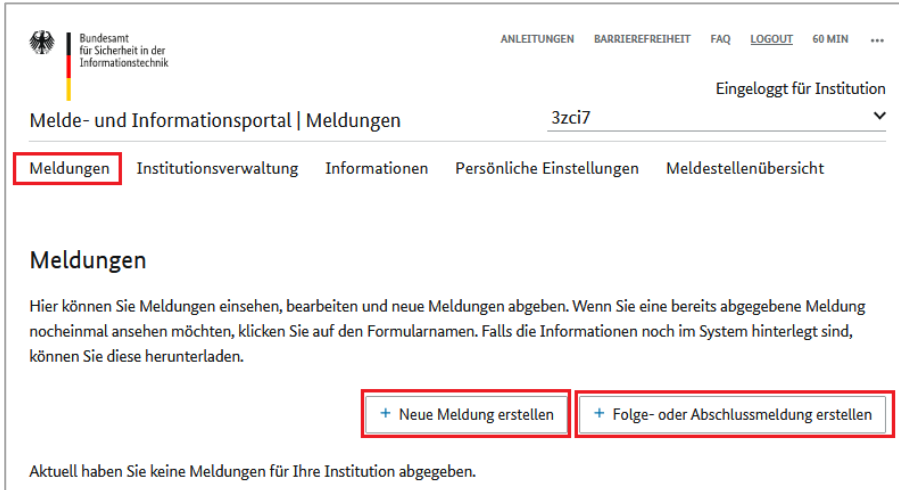 Bundesamt
für Sicherheit in der
Informationstechnik
ANLEITUNGEN BARRIEREFREIHEIT FAQ LOGOUT 60 MIN ...
Eingeloggt für Institution
Melde- und Informationsportal | Meldungen
3zci7
Meldungen Institutionsverwaltung Informationen Persönliche Einstellungen Meldestellenübersicht
Meldungen
Hier können Sie Meldungen einsehen, bearbeiten und neue Meldungen abgeben. Wenn Sie eine bereits abgegebene Meldung
nocheinmal ansehen möchten, klicken Sie auf den Formularnamen. Falls die Informationen noch im System hinterlegt sind,
können Sie diese herunterladen.
+ Neue Meldung erstellen
+ Folge- oder Abschlussmeldung erstellen
Aktuell haben Sie keine Meldungen für Ihre Institution abgegeben.